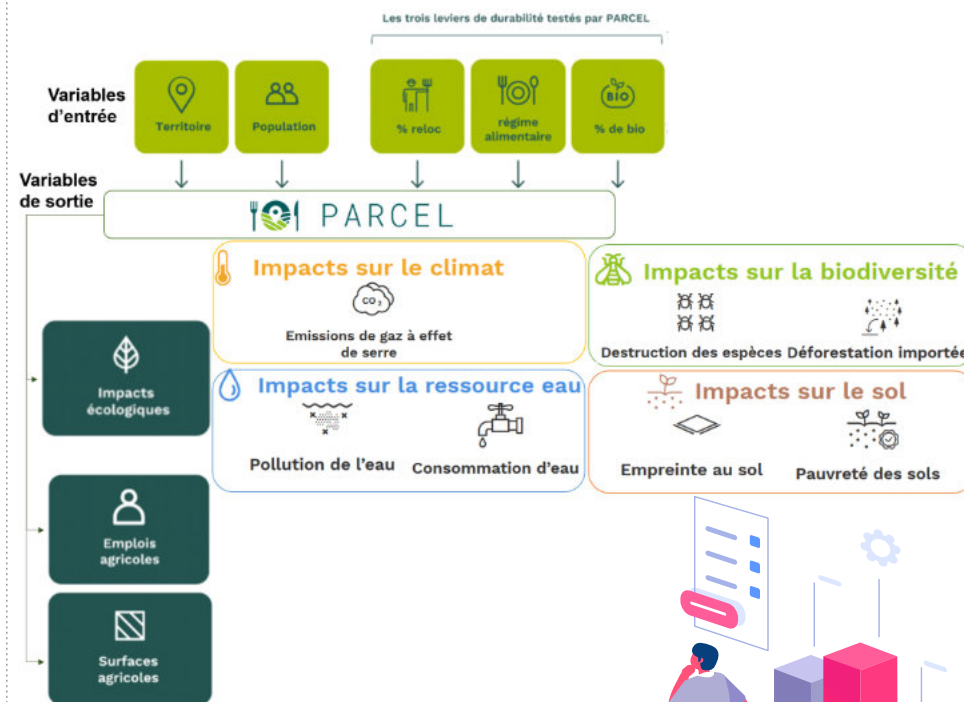 Les trois leviers de durabilité testés par PARCEL
Variables
d'entrée
Territoire
Population
% reloc
régime
alimentaire
BIO
% de bio
Variables
de sortie
PARCEL
Impacts sur le climat
CO2
Emissions de gaz à effet
de serre
Impacts sur la biodiversité
Destruction des espèces
Déforestation importée
Impacts
écologiques
Impacts sur la ressource eau
Pollution de l'eau
Consommation d'eau
Impacts sur le sol
Empreinte au sol
Pauvreté des sols
Emplois
agricoles
Surfaces
agricoles